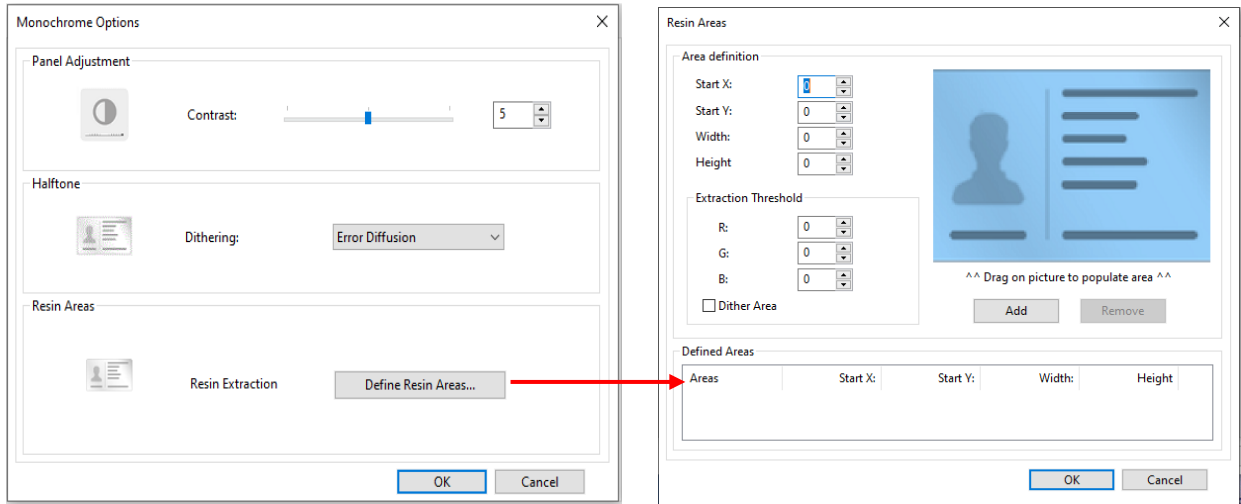 Monochrome Options
Panel Adjustment
Contrast:
5
Halftone
Dithering:
Error Diffusion
Resin Areas
Resin Extraction
Define Resin Areas...
OK
Cancel
Resin Areas
Area definition
Start X:
0
Start Y:
0
Width:
0
Height
0
Extraction Threshold
R:
0
G:
0
B:
0
Dither Area
^^ Drag on picture to populate area ^^
Add
Remove
Defined Areas
Areas Start X: Start Y: Width: Height
OK
Cancel